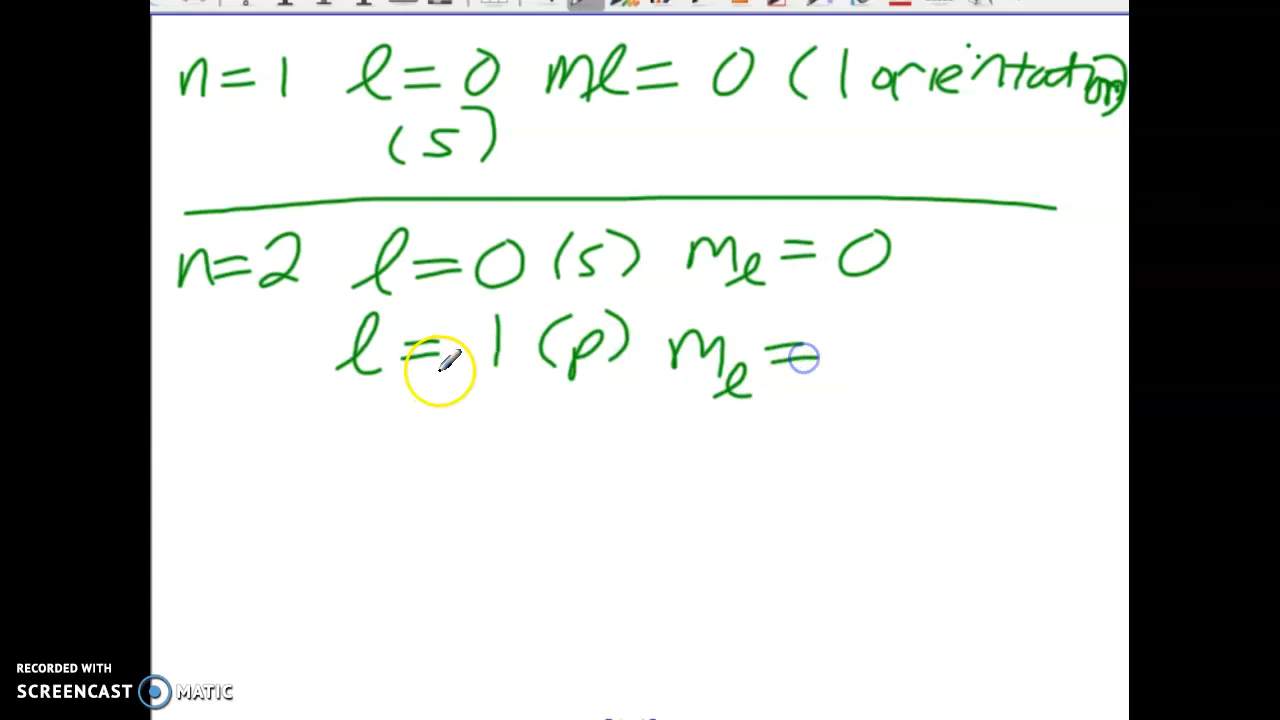 n=1 l=0 ml=0 (1 orientation)
(s)
n=2 l=0 (s) ml=0
l=1 (p) ml=
RECORDED WITH
SCREENCAST MATIC